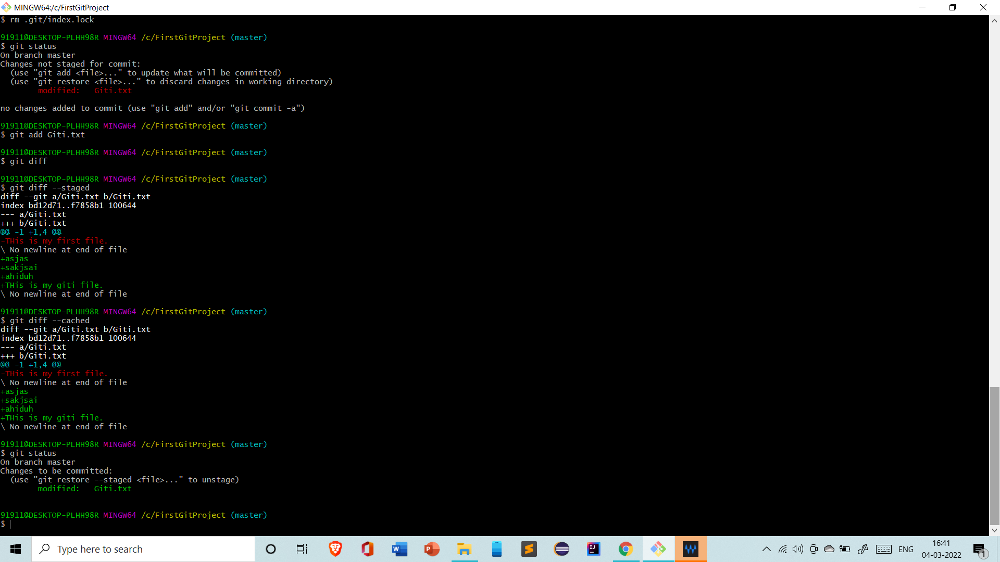 MINGW64:/c/FirstGitProject
$ rm .git/index.lock
91911@DESKTOP-PLHH98R MINGW64 /c/FirstGitProject (master)
$ git status
On branch master
Changes not staged for commit:
  (use "git add <file>..." to update what will be committed)
  (use "git restore <file>..." to discard changes in working directory)
        modified:   Giti.txt
no changes added to commit (use "git add" and/or "git commit -a")
91911@DESKTOP-PLHH98R MINGW64 /c/FirstGitProject (master)
$ git add Giti.txt
91911@DESKTOP-PLHH98R MINGW64 /c/FirstGitProject (master)
$ git diff
91911@DESKTOP-PLHH98R MINGW64 /c/FirstGitProject (master)
$ git diff --staged
diff --git a/Giti.txt b/Giti.txt
index bd12d71..f7858b1 100644
--- a/Giti.txt
+++ b/Giti.txt
@@ -1 +1,4 @@
-THis is my first file.
\ No newline at end of file
+asjas
+sakjsai
+ahiduh
+THis is my giti file.
\ No newline at end of file
91911@DESKTOP-PLHH98R MINGW64 /c/FirstGitProject (master)
$ git diff --cached
diff --git a/Giti.txt b/Giti.txt
index bd12d71..f7858b1 100644
--- a/Giti.txt
+++ b/Giti.txt
@@ -1 +1,4 @@
-THis is my first file.
\ No newline at end of file
+asjas
+sakjsai
+ahiduh
+THis is my giti file.
\ No newline at end of file
91911@DESKTOP-PLHH98R MINGW64 /c/FirstGitProject (master)
$ git status
On branch master
Changes to be committed:
  (use "git restore --staged <file>..." to unstage)
        modified:   Giti.txt
91911@DESKTOP-PLHH98R MINGW64 /c/FirstGitProject (master)
$
Type here to search
ENG
16:41
04-03-2022
1